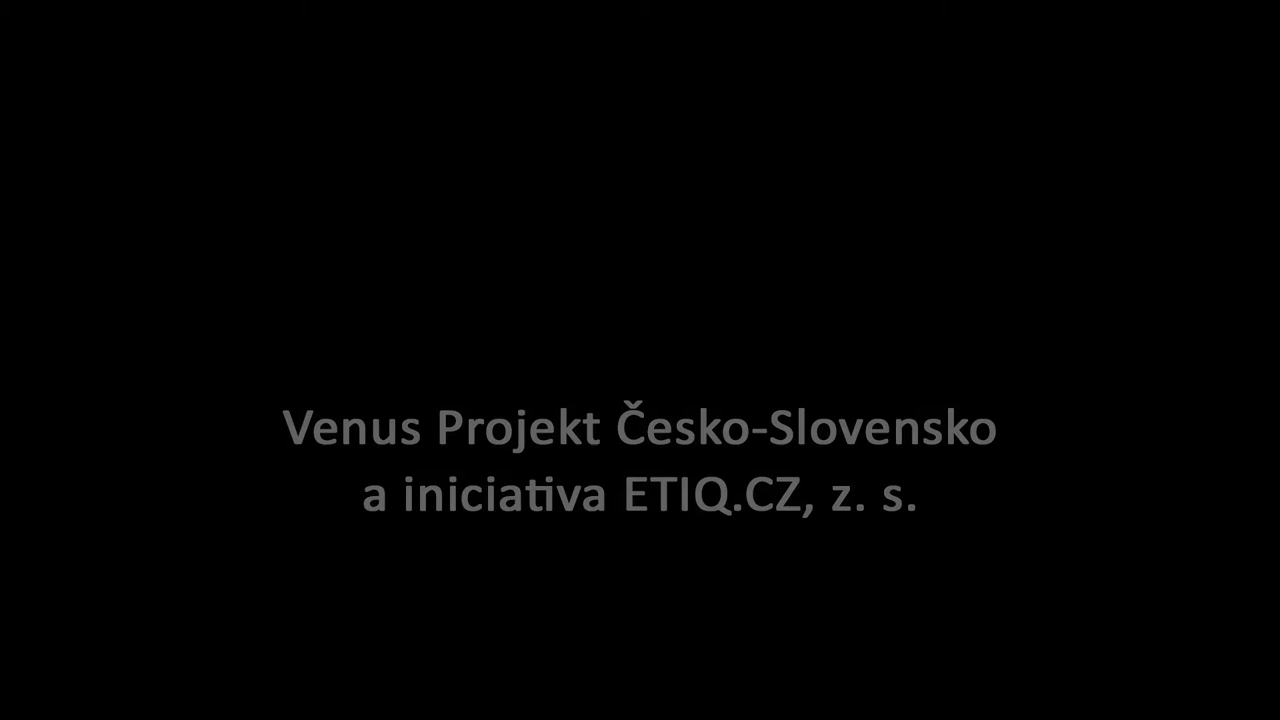 Venus Projekt Česko-Slovensko
a iniciativa ETIQ.CZ, z. s.